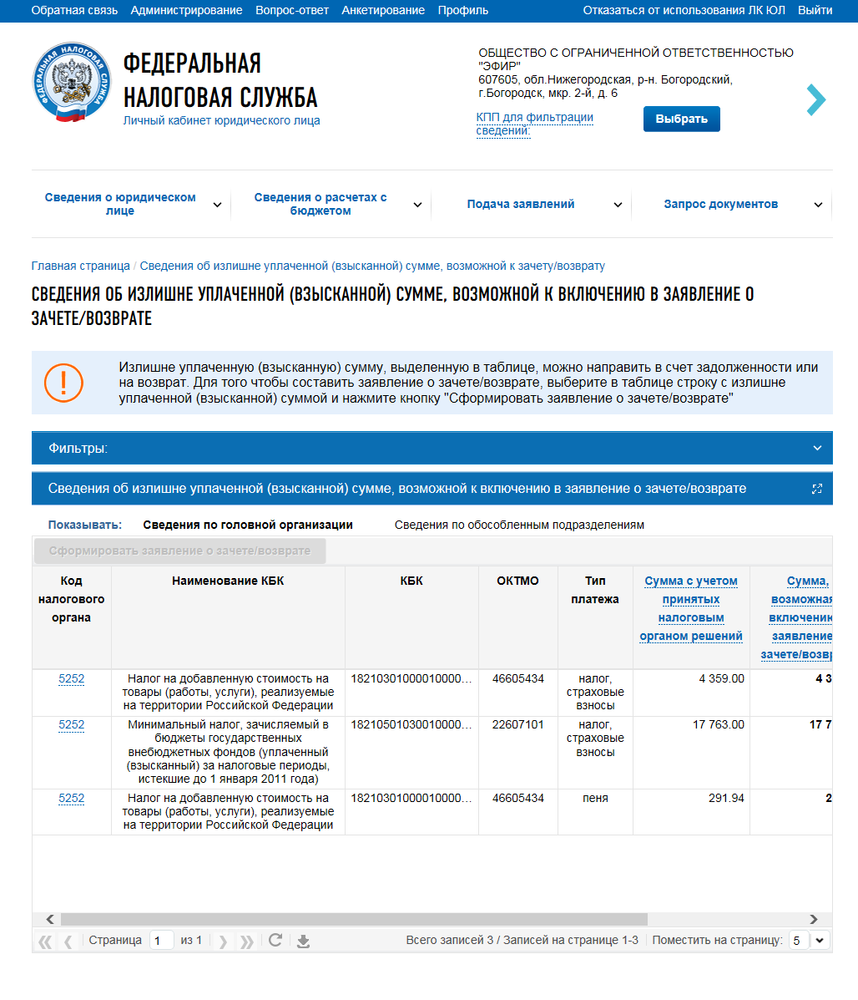 Обратная связь Администрирование Вопрос-ответ Анкетирование Профиль Отказаться от использования ЛК ЮЛ Выйти
ФЕДЕРАЛЬНАЯ НАЛОГОВАЯ СЛУЖБА
ФЕДЕРАЛЬНАЯ
НАЛОГОВАЯ СЛУЖБА
Личный кабинет юридического лица
ОБЩЕСТВО С ОГРАНИЧЕННОЙ ОТВЕТСТВЕННОСТЬЮ
"ЭФИР"
607605, обл.Нижегородская, р-н. Богородский,
г.Богородск, мкр. 2-й, д. 6
КПП для фильтрации
сведений:
Выбрать
Сведения о юридическом
лице
Сведения о расчетах с
бюджетом
Подача заявлений
Запрос документов
Главная страница / Сведения об излишне уплаченной (взысканной) сумме, возможной к зачету/возврату
СВЕДЕНИЯ ОБ ИЗЛИШНЕ УПЛАЧЕННОЙ (ВЗЫСКАННОЙ) СУММЕ, ВОЗМОЖНОЙ К ВКЛЮЧЕНИЮ В ЗАЯВЛЕНИЕ О
ЗАЧЕТЕ/ВОЗВРАТЕ
Излишне уплаченную (взысканную) сумму, выделенную в таблице, можно направить в счет задолженности или
на возврат. Для того чтобы составить заявление о зачете/возврате, выберите в таблице строку с излишне
уплаченной (взысканной) суммой и нажмите кнопку "Сформировать заявление о зачете/возврате"
Фильтры:
Сведения об излишне уплаченной (взысканной) сумме, возможной к включению в заявление о зачете/возврате
Показывать: Сведения по головной организации Сведения по обособленным подразделениям
Сформировать заявление о зачете/возврате
Код
налогового
органа
Наименование КБК
КБК
ОКТМО
Тип
платежа
Сумма с учетом
принятых
налоговым
органом решений
Сумма,
возможная
включению
заявление
зачете/возвр
5252
Налог на добавленную стоимость на
товары (работы, услуги), реализуемые
на территории Российской Федерации
18210301000010000...
46605434
налог,
страховые
взносы
4 359.00
4 3
5252
Минимальный налог, зачисляемый в
бюджеты государственных
внебюджетных фондов (уплаченный
(взысканный) за налоговые периоды,
истекшие до 1 января 2011 года)
18210501030010000...
22607101
налог,
страховые
взносы
17 763.00
17 7
5252
Налог на добавленную стоимость на
товары (работы, услуги), реализуемые
на территории Российской Федерации
18210301000010000...
46605434
пеня
291.94
2
Страница 1 из 1 Всего записей 3 / Записей на странице 1-3 Поместить на страницу: 5